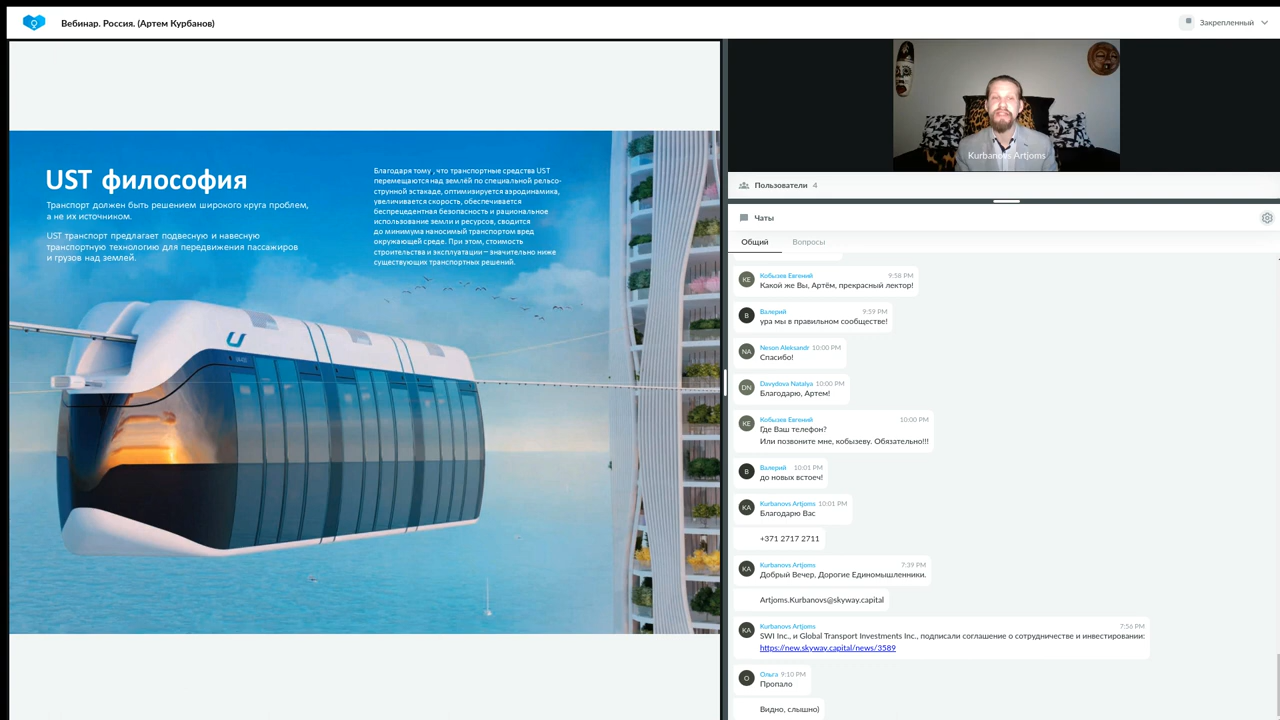 Вебинар. Россия. (Артем Курбанов)
Закрепленный
UST философия
Транспорт должен быть решением широкого круга проблем,
а не их источником.
UST транспорт предлагает подвесную и навесную
транспортную технологию для передвижения пассажиров
и грузов над землей.
Благодаря тому , что транспортные средства UST
перемещаются над землёй по специальной рельсо-
струнной эстакаде, оптимизируется аэродинамика,
увеличивается скорость, обеспечивается
беспрецедентная безопасность и рациональное
использование земли и ресурсов, сводится
до минимума наносимый транспортом вред
окружающей среде. При этом, стоимость
строительства и эксплуатации – значительно ниже
существующих транспортных решений.
Kurbanovs Artjoms
Пользователи 4
Чаты
Общий Вопросы
KE Кобызев Евгений 9:58 PM
Какой же Вы, Артём, прекрасный лектор!
В Валерий 9:59 PM
ура мы в правильном сообществе!
NA Neson Aleksandr 10:00 PM
Спасибо!
DN Davydova Natalya 10:00 PM
Благодарю, Артем!
KE Кобызев Евгений 10:00 PM
Где Ваш телефон?
Или позвоните мне, кобызеву. Обязательно!!!
В Валерий 10:01 PM
до новых встоеч!
KA Kurbanovs Artjoms 10:01 PM
Благодарю Вас
+371 2717 2711
KA Kurbanovs Artjoms 7:39 PM
Добрый Вечер, Дорогие Единомышленники.
Artjoms.Kurbanovs@skyway.capital
KA Kurbanovs Artjoms 7:56 PM
SWI Inc., и Global Transport Investments Inc., подписали соглашение о сотрудничестве и инвестировании:
https://new.skyway.capital/news/3589
О Ольга 9:10 PM
Пропало
Видно, слышно)